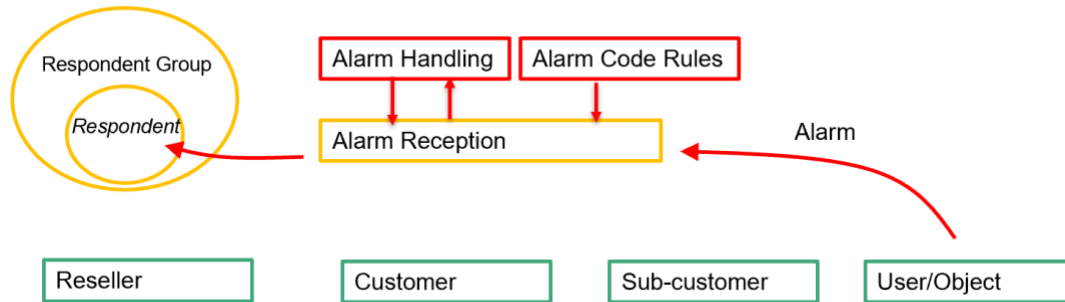 Respondent Group
Respondent
Alarm Handling
Alarm Code Rules
Alarm Reception
Alarm
Reseller
Customer
Sub-customer
User/Object